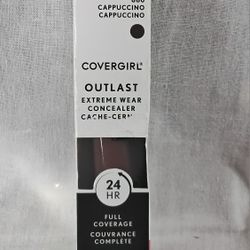 CAPPUCCINO
CAPPUCCINO
COVERGIRL®
OUTLAST
EXTREME WEAR
CONCEALER
CACHE-CERN
24
HR
FULL
COVERAGE
COUVRANCE
COMPLÈTE